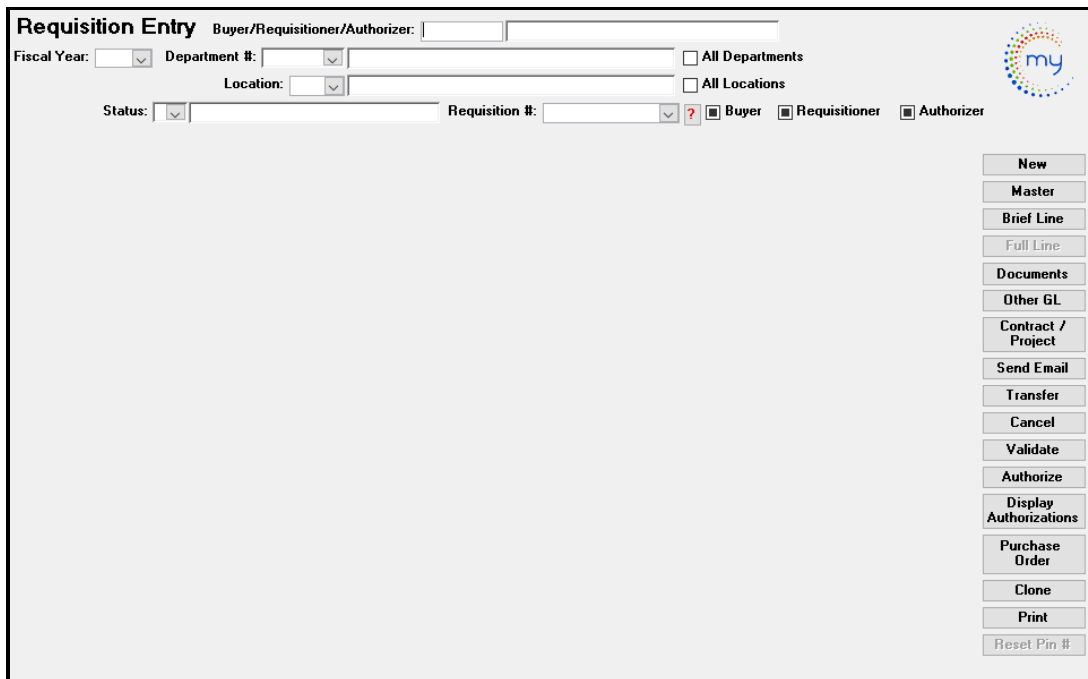 Requisition Entry Buyer/Requisitioner/Authorizer:
Fiscal Year: Department #: All Departments
Location: All Locations
Status: Requisition #: ? Buyer Requisitioner Authorizer
my
New
Master
Brief Line
Full Line
Documents
Other GL
Contract /
Project
Send Email
Transfer
Cancel
Validate
Authorize
Display
Authorizations
Purchase
Order
Clone
Print
Reset Pin #